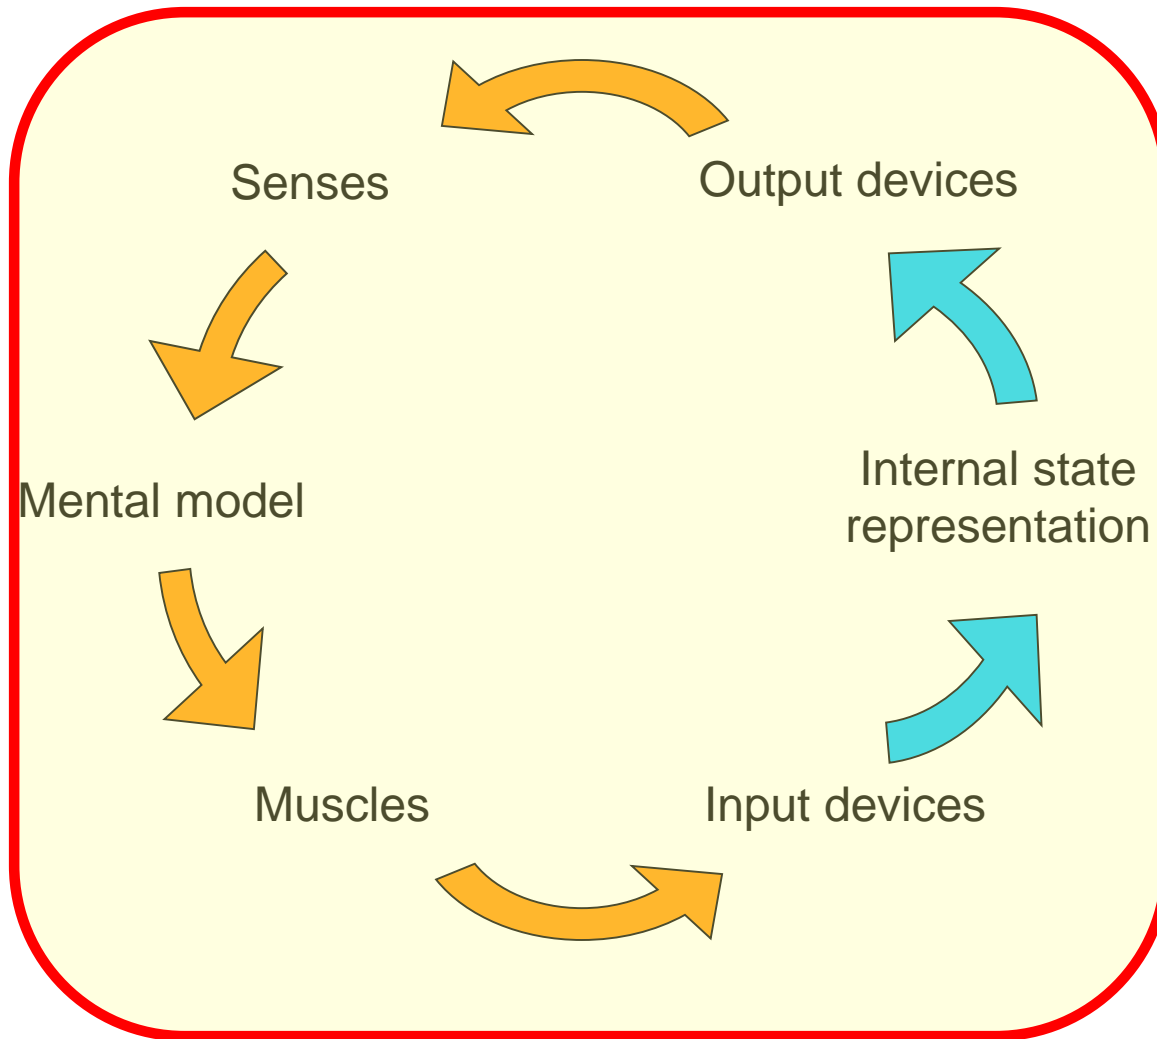 Senses
Output devices
Mental model
Internal state
representation
Muscles
Input devices